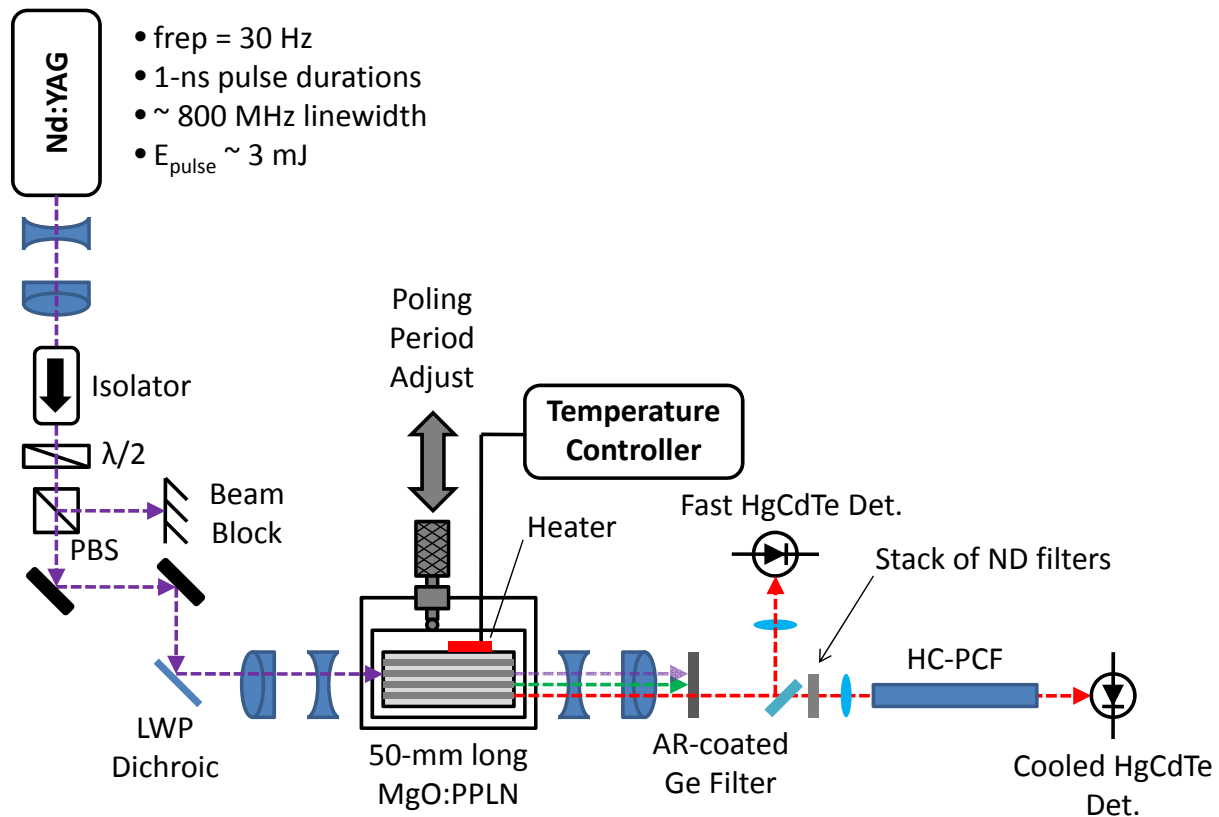 Nd:YAG
• frep = 30 Hz
• 1-ns pulse durations
• ~ 800 MHz linewidth
• Epulse ~ 3 mJ
Isolator
λ/2
PBS
Beam
Block
LWP
Dichroic
Poling
Period
Adjust
Temperature
Controller
Heater
50-mm long
MgO:PPLN
Fast HgCdTe Det.
Stack of ND filters
HC-PCF
AR-coated
Ge Filter
Cooled HgCdTe
Det.